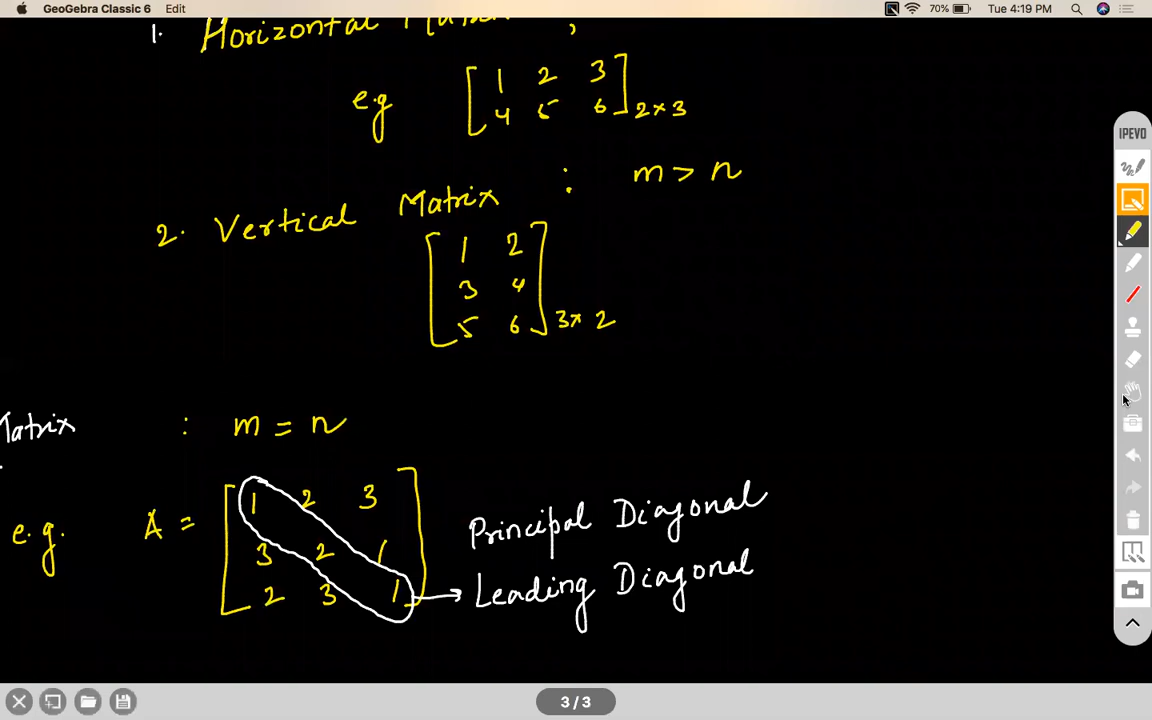 GeoGebra Classic 6 Edit 70% Tue 4:19 PM
1. Horizontal
e.g [1 2 3
4 5 6] 2×3
IPEVO
2. Vertical Matrix : m > n
[1 2
3 4
5 6] 3×2
Matrix : m = n
e.g. A = [1 2 3
3 2 1
2 3 1]
Principal Diagonal
Leading Diagonal
3 / 3